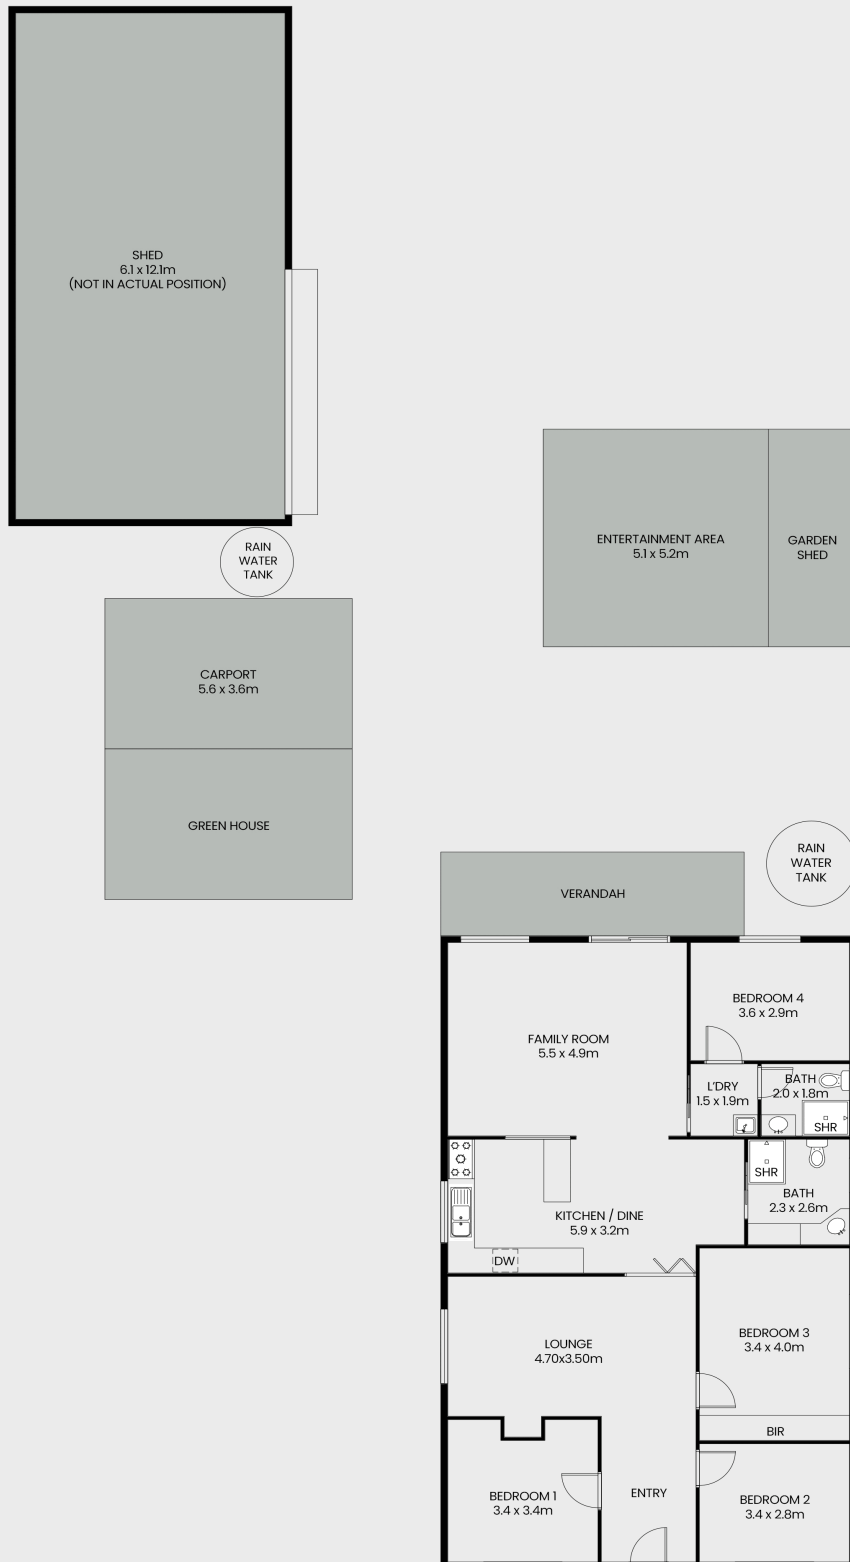 SHED
6.1 x 12.1m
(NOT IN ACTUAL POSITION)
RAIN
WATER
TANK
ENTERTAINMENT AREA
5.1 x 5.2m
GARDEN
SHED
CARPORT
5.6 x 3.6m
GREEN HOUSE
RAIN
WATER
TANK
VERANDAH
BEDROOM 4
3.6 x 2.9m
FAMILY ROOM
5.5 x 4.9m
L'DRY
1.5 x 1.9m
BATH
2.0 x 1.8m
SHR
SHR
BATH
2.3 x 2.6m
KITCHEN / DINE
5.9 x 3.2m
DW
LOUNGE
4.70x3.50m
BEDROOM 3
3.4 x 4.0m
BIR
BEDROOM 1
3.4 x 3.4m
ENTRY
BEDROOM 2
3.4 x 2.8m